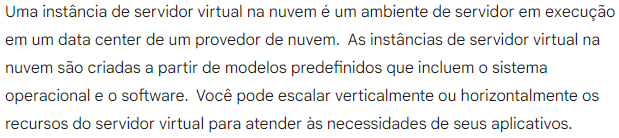 Uma instância de servidor virtual na nuvem é um ambiente de servidor em execução
em um data center de um provedor de nuvem.  As instâncias de servidor virtual na
nuvem são criadas a partir de modelos predefinidos que incluem o sistema
operacional e o software.  Você pode escalar verticalmente ou horizontalmente os
recursos do servidor virtual para atender às necessidades de seus aplicativos.